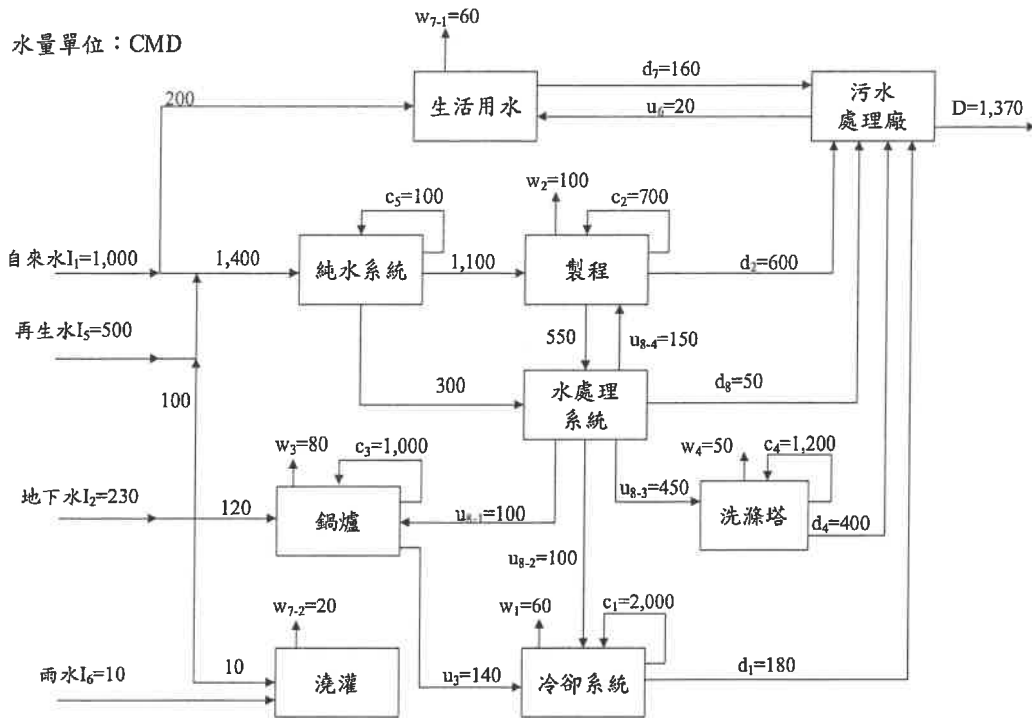 水量單位：CMD
w₇₋₁=60
200
生活用水
d₇=160
u₆=20
污水
處理廠
D=1,370
c₅=100
w₂=100
c₂=700
自來水I₁=1,000
1,400
純水系統
1,100
製程
d₂=600
再生水I₅=500
100
300
550
u₈₋₄=150
水處理
系統
d₈=50
w₃=80
c₃=1,000
w₄=50
c₄=1,200
地下水I₂=230
120
鍋爐
u₈₋₁=100
u₈₋₃=450
洗滌塔
d₄=400
u₈₋₂=100
w₇₋₂=20
w₁=60
c₁=2,000
雨水I₆=10
10
澆灌
u₃=140
冷卻系統
d₁=180